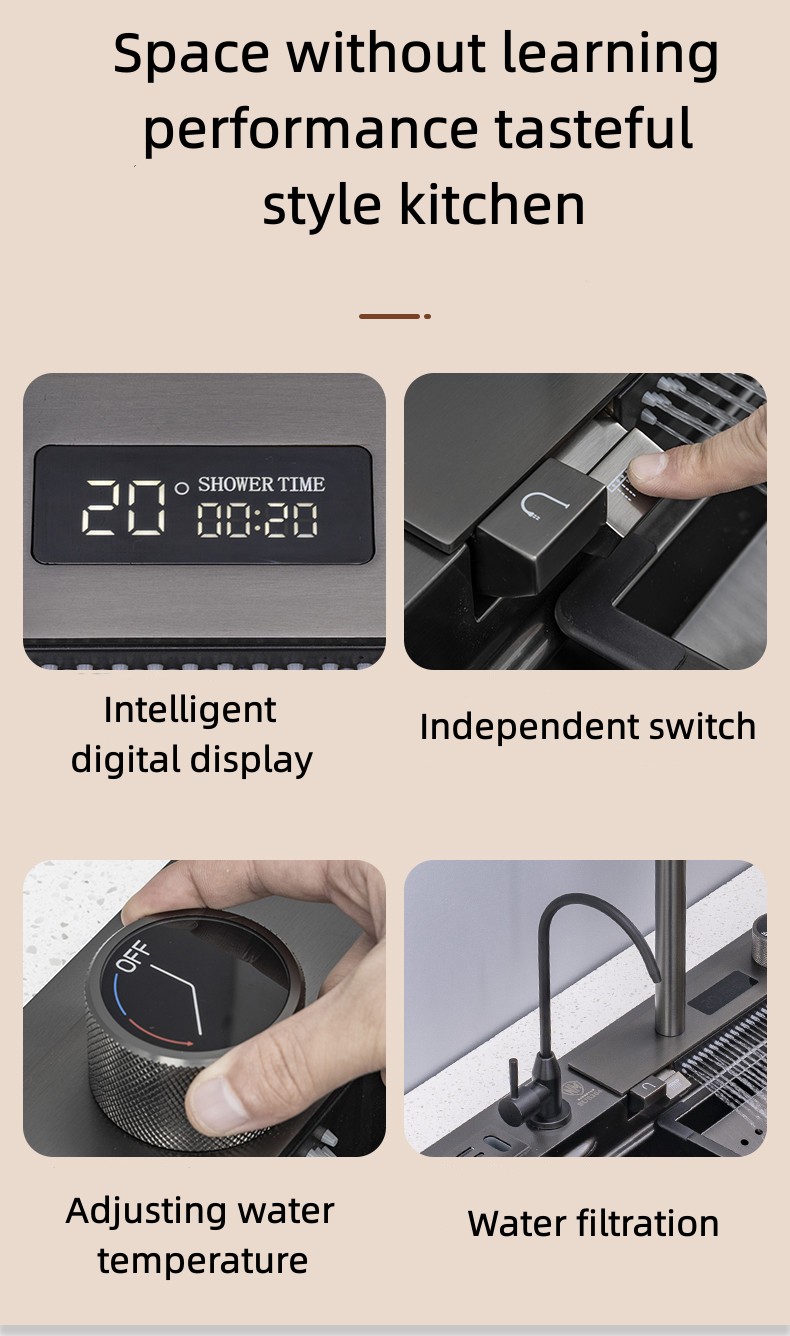 Space without learning
performance tasteful
style kitchen
20° SHOWER TIME
00:20
Intelligent
digital display
Independent switch
OFF
Adjusting water
temperature
Water filtration